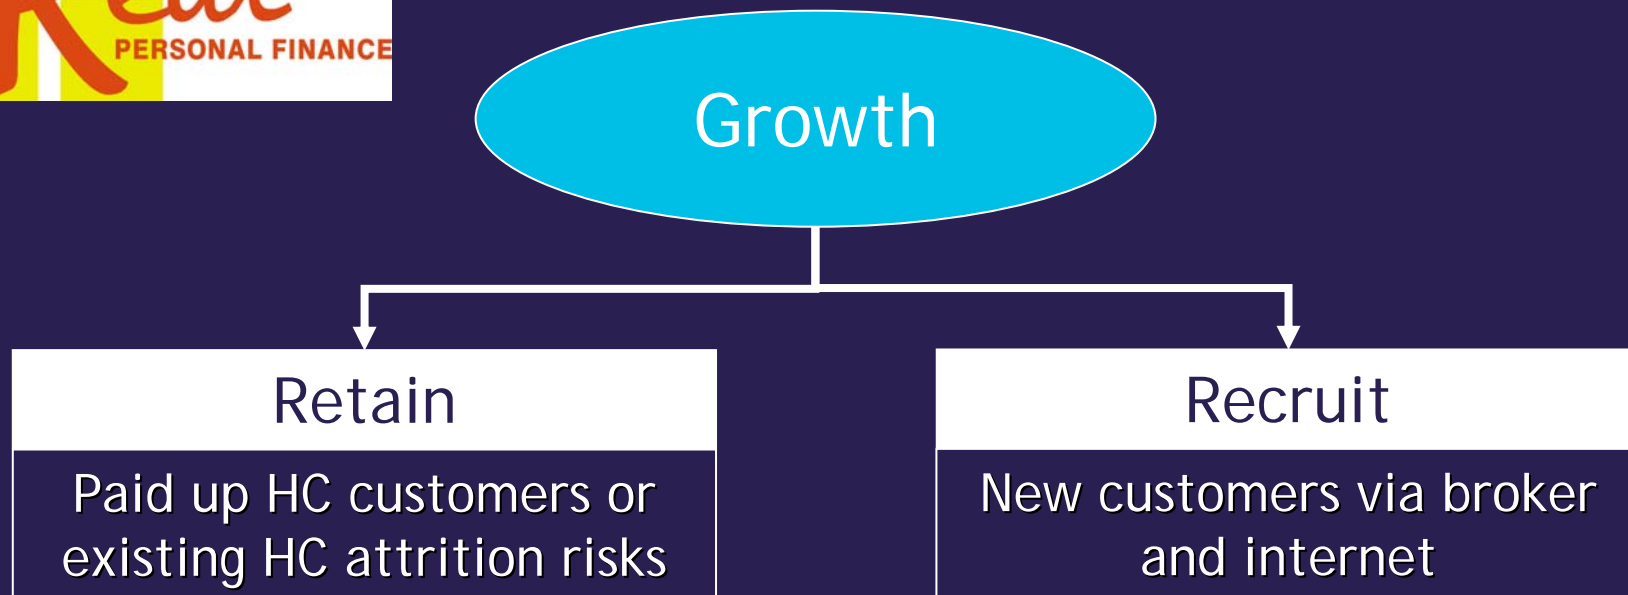 PERSONAL FINANCE
Growth
Retain
Recruit
Paid up HC customers or
existing HC attrition risks
New customers via broker
and internet